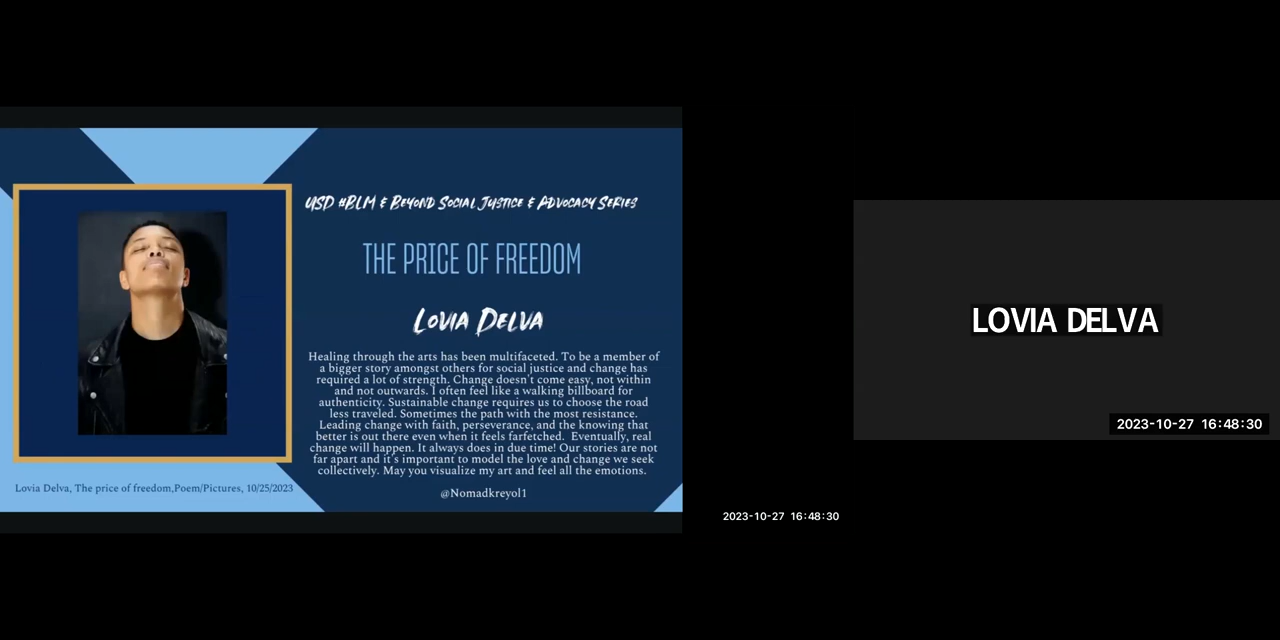 USD #BLM & Beyond Social Justice & Advocacy Series
THE PRICE OF FREEDOM
Lovia Delva
Healing through the arts has been multifaceted. To be a member of
a bigger story amongst others for social justice and change has
required a lot of strength. Change doesn't come easy, not within
and not outwards. I often feel like a walking billboard for
authenticity. Sustainable change requires us to choose the road
less traveled. Sometimes the path with the most resistance.
Leading change with faith, perseverance, and the knowing that
better is out there even when it feels farfetched. Eventually, real
change will happen. It always does in due time! Our stories are not
far apart and it's important to model the love and change we seek
collectively. May you visualize my art and feel all the emotions.
@Nomadkreyol1
Lovia Delva, The price of freedom,Poem/Pictures, 10/25/2023
LOVIA DELVA
2023-10-27 16:48:30
2023-10-27 16:48:30